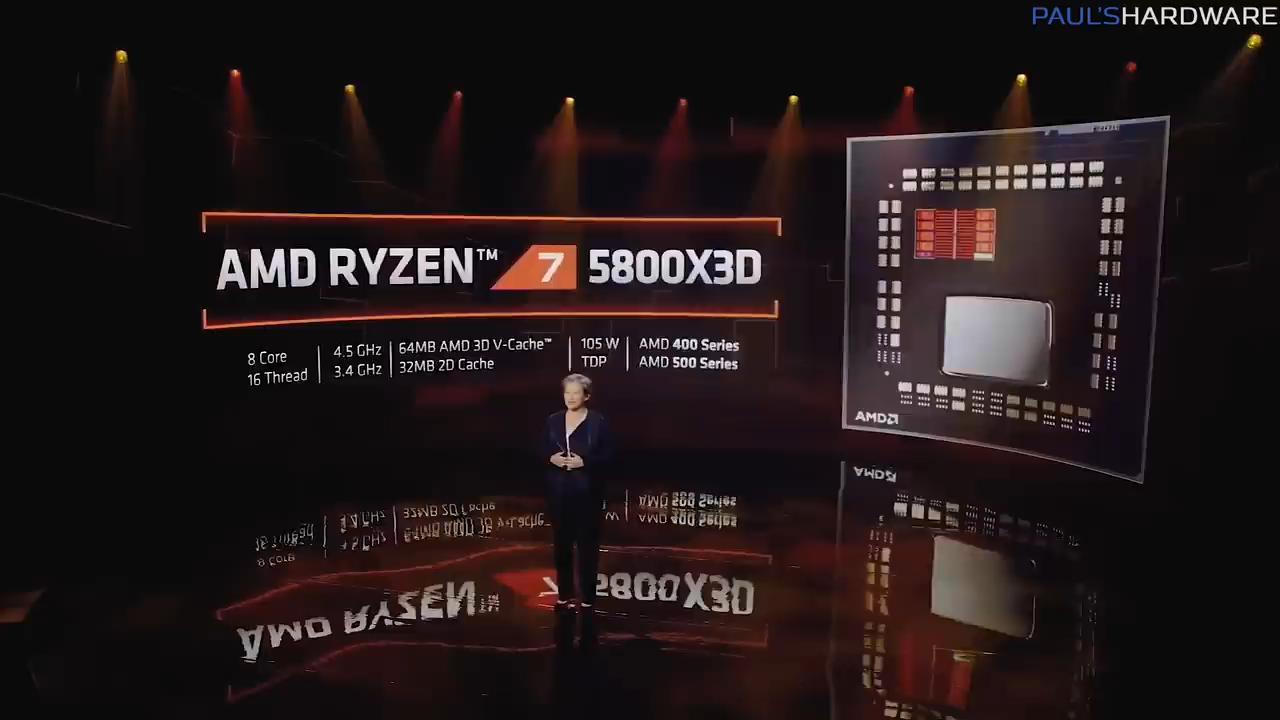 PAUL'SHARDWARE
AMD RYZEN™ 7 5800X3D
8 Core
16 Thread
4.5 GHz
3.4 GHz
64MB AMD 3D V-Cache™
32MB 2D Cache
105 W
TDP
AMD 400 Series
AMD 500 Series
AMD